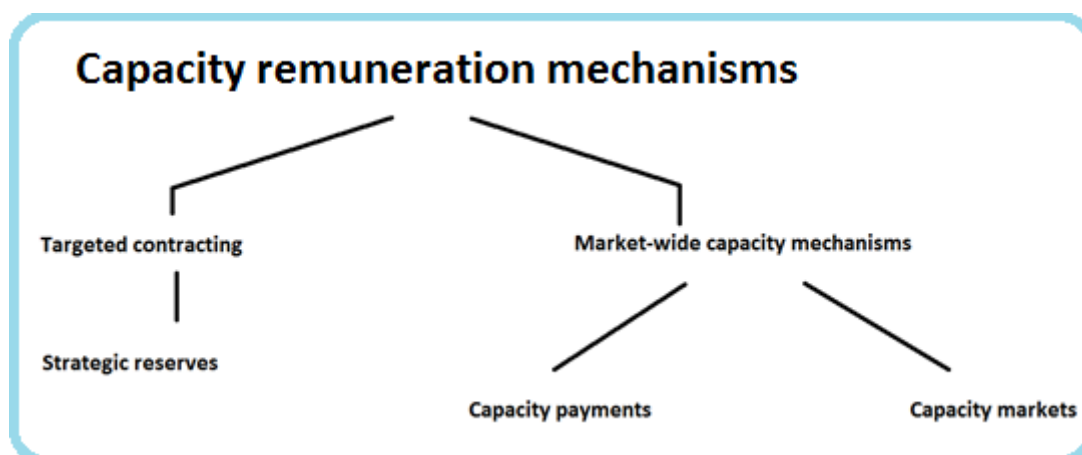 Capacity remuneration mechanisms
Targeted contracting
Market-wide capacity mechanisms
Strategic reserves
Capacity payments
Capacity markets